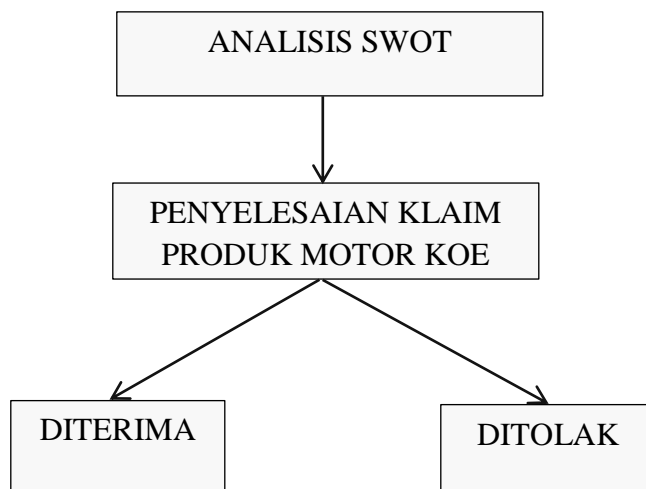 ANALISIS SWOT
PENYELESAIAN KLAIM
PRODUK MOTOR KOE
DITERIMA
DITOLAK